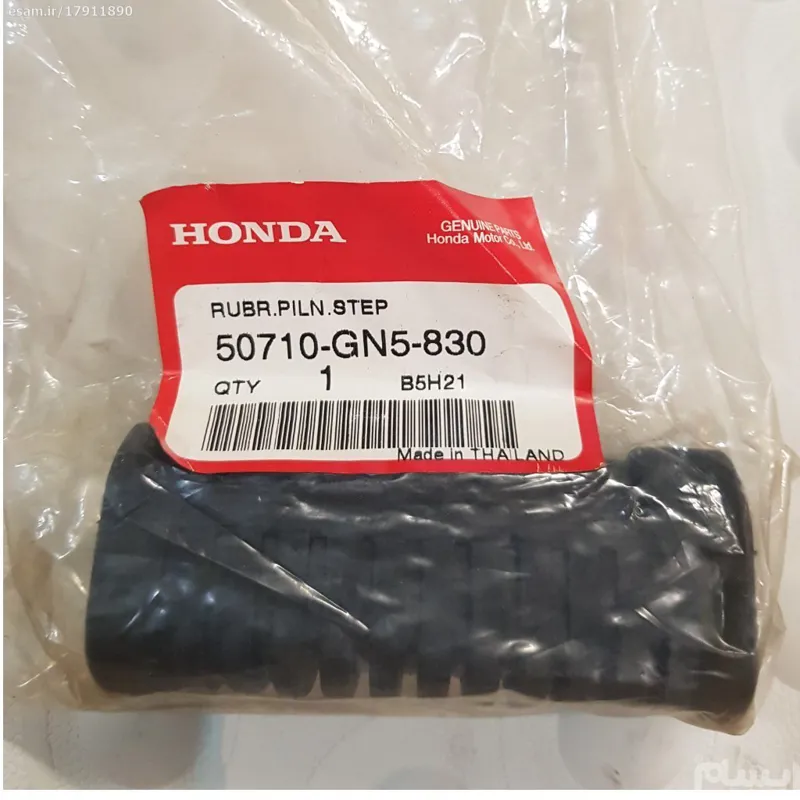 esam.ir/17911890
HONDA
GENUINE PARTS
Honda Motor Co., Ltd.
RUBR.PILN.STEP
50710-GN5-830
QTY 1 B5H21
Made in THAILAND
ایسام